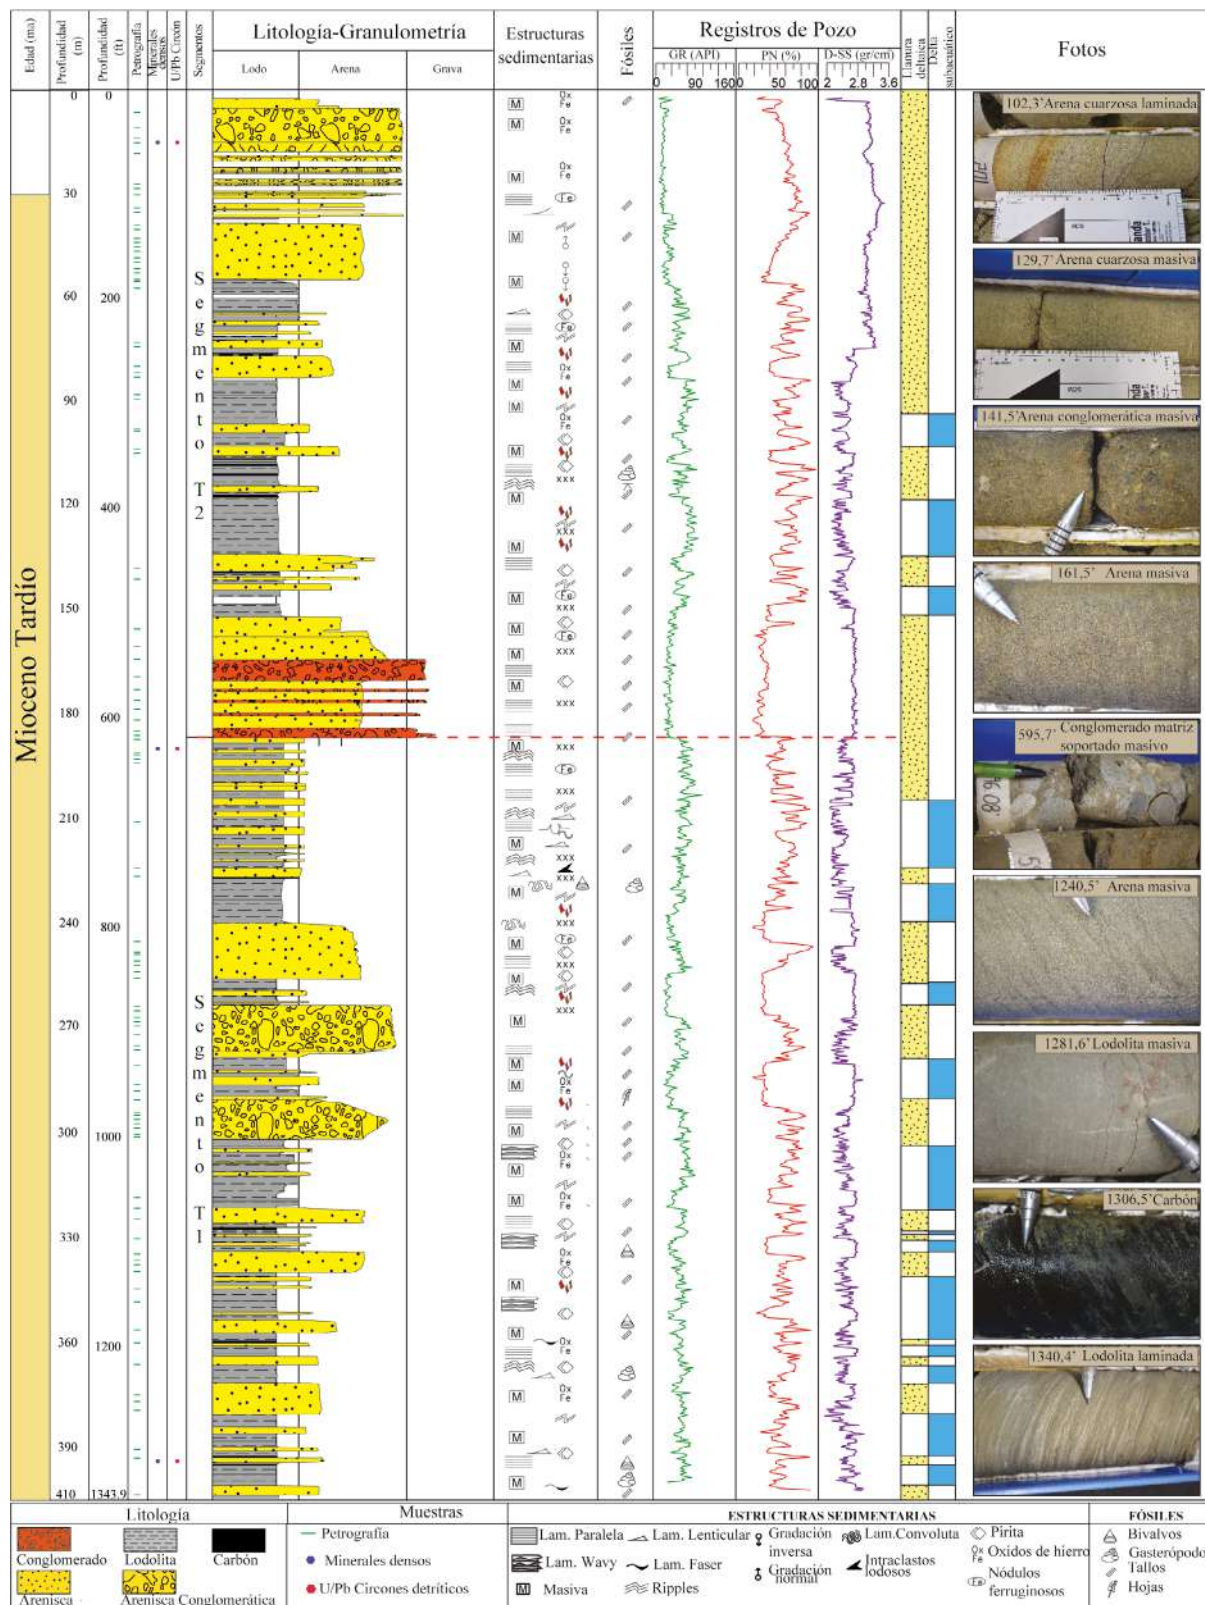 Edad (ma)
Profundidad (m)
Profundidad (ft)
Petrografía
Minerales densos
U/Pb Circón
Segmentos
Litología-Granulometría
Lodo
Arena
Grava
Estructuras sedimentarias
Fósiles
Registros de Pozo
GR (API)
0 90 160
PN (%)
0 50 100
D-SS (gr/cm)
2 2.8 3.6
Llanura deltaica
Delta subacuático
Fotos
Mioceno Tardío
0
30
60
90
120
150
180
210
240
270
300
330
360
390
410
0
200
400
600
800
1000
1200
1343.9
Segmento T2
Segmento T1
102,3' Arena cuarzosa laminada
129,7' Arena cuarzosa masiva
141,5' Arena conglomerática masiva
161,5' Arena masiva
595,7' Conglomerado matriz soportado masivo
1240,5' Arena masiva
1281,6' Lodolita masiva
1306,5' Carbón
1340,4' Lodolita laminada
Litología
Conglomerado
Lodolita
Carbón
Arenisca
Arenisca Conglomerática
Muestras
Petrografía
Minerales densos
U/Pb Circones detríticos
ESTRUCTURAS SEDIMENTARIAS
Lam. Paralela
Lam. Lenticular
Gradación inversa
Lam.Convoluta
Pirita
Lam. Wavy
Lam. Faser
Gradación normal
Intraclastos lodosos
Ox Fe Oxidos de hierro
M Masiva
Ripples
Fe Nódulos ferruginosos
FÓSILES
Bivalvos
Gasterópodo
Tallos
Hojas